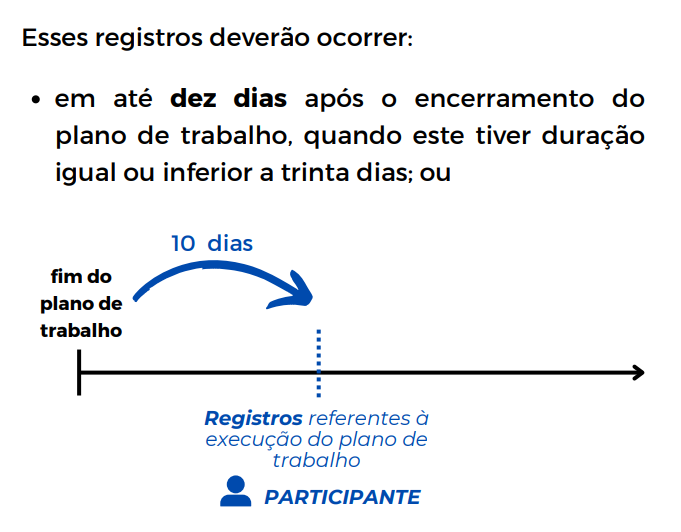 Esses registros deverão ocorrer:
• em até dez dias após o encerramento do
plano de trabalho, quando este tiver duração
igual ou inferior a trinta dias; ou
10 dias
fim do
plano de
trabalho
Registros referentes à
execução do plano de
trabalho
PARTICIPANTE